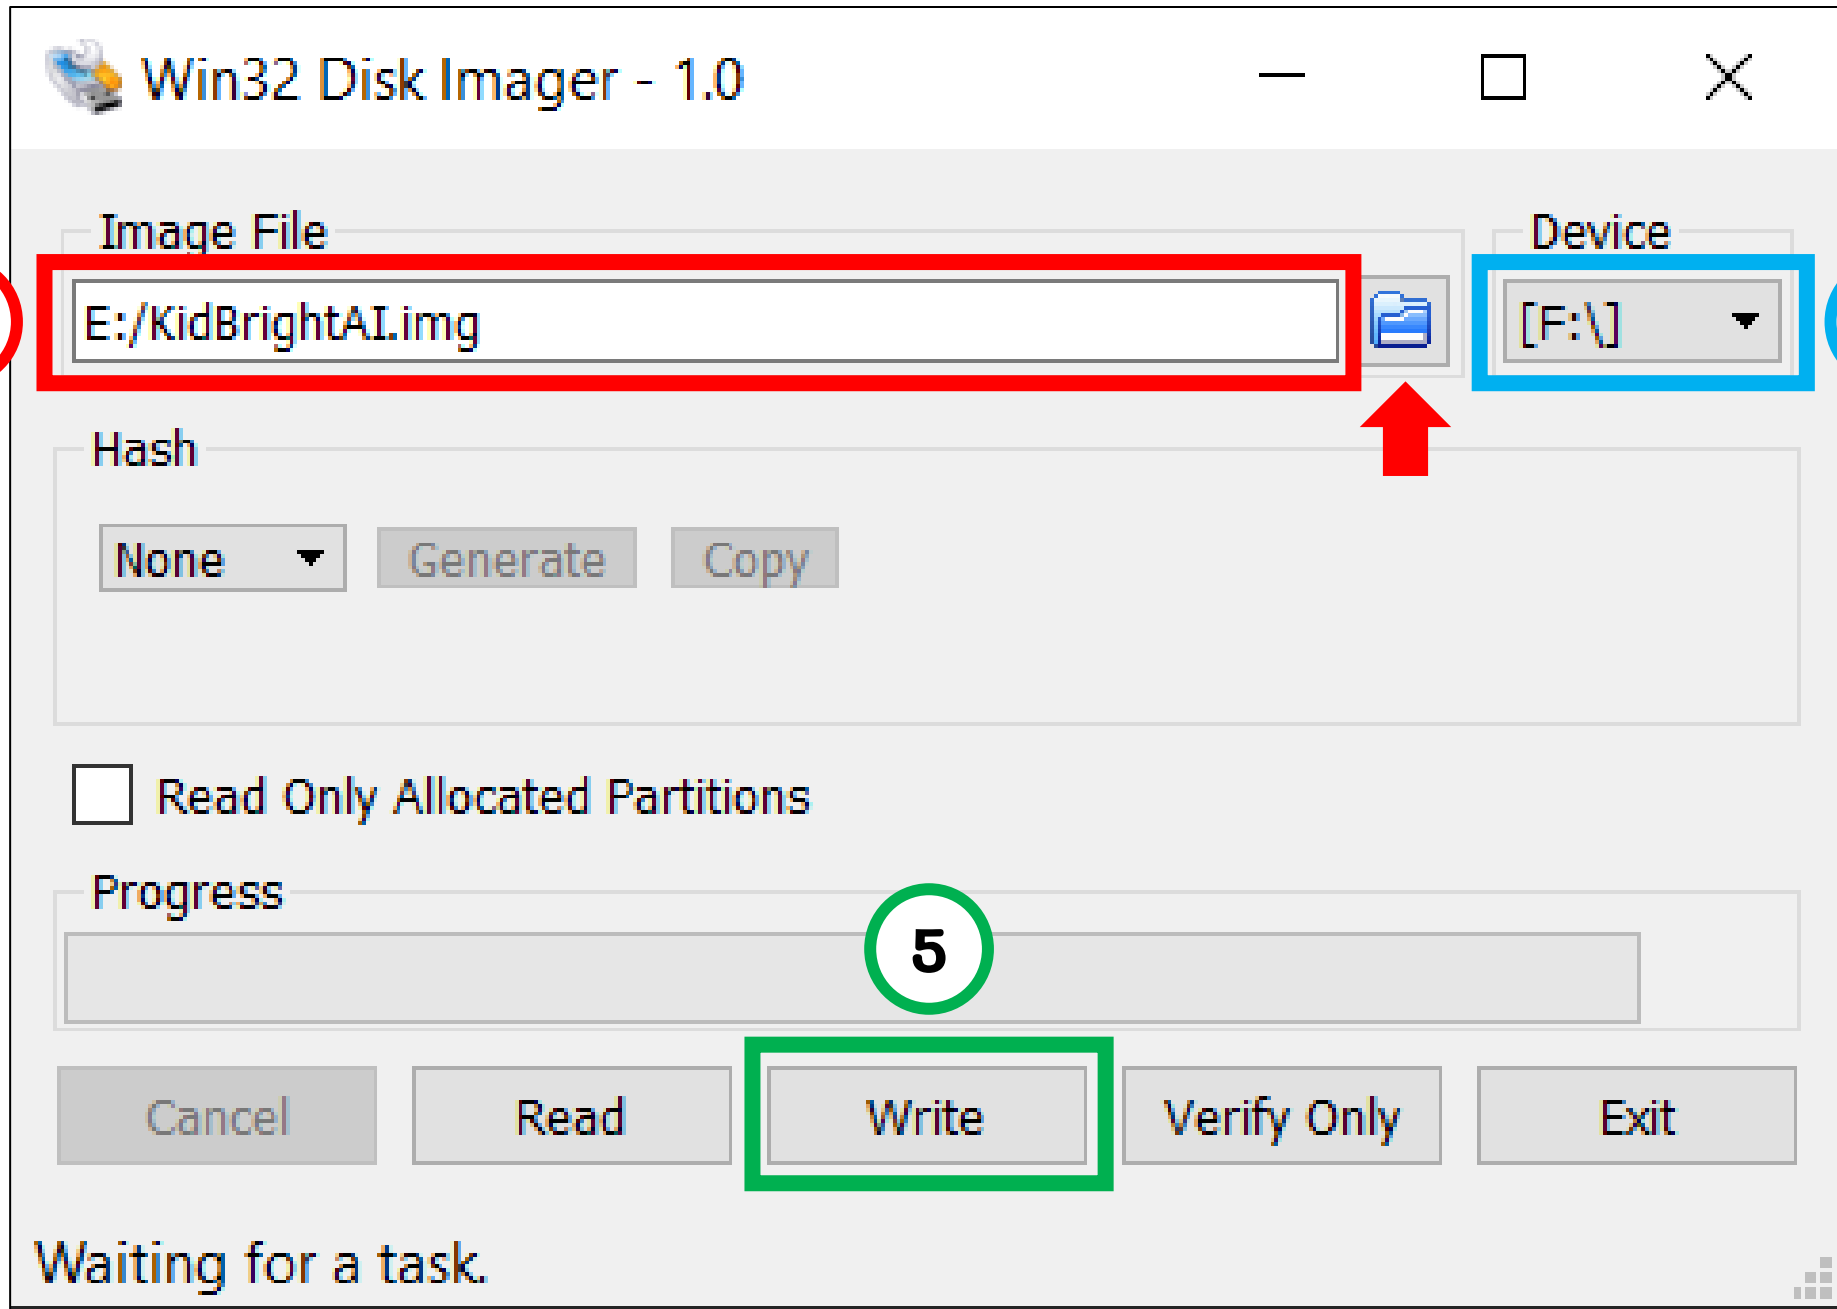 Win32 Disk Imager - 1.0
Image File
Device
E:/KidBrightAI.img
[F:\]
Hash
None
Generate
Copy
Read Only Allocated Partitions
Progress
5
Cancel
Read
Write
Verify Only
Exit
Waiting for a task.